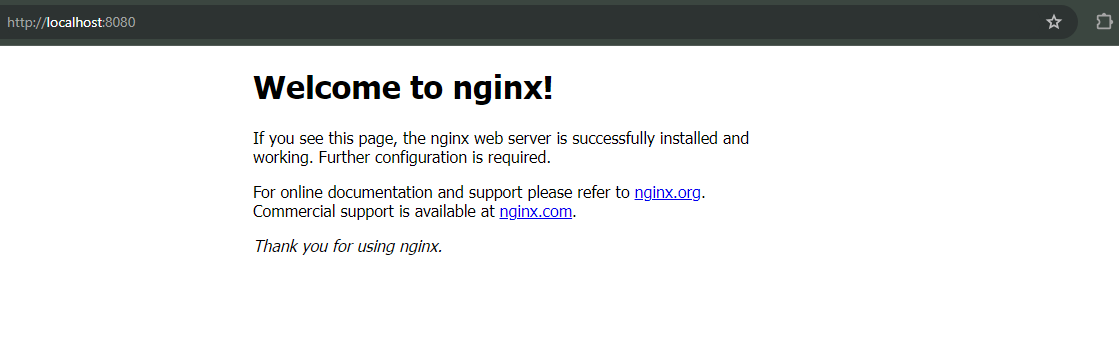 http://localhost:8080
Welcome to nginx!
If you see this page, the nginx web server is successfully installed and
working. Further configuration is required.
For online documentation and support please refer to nginx.org.
Commercial support is available at nginx.com.
Thank you for using nginx.